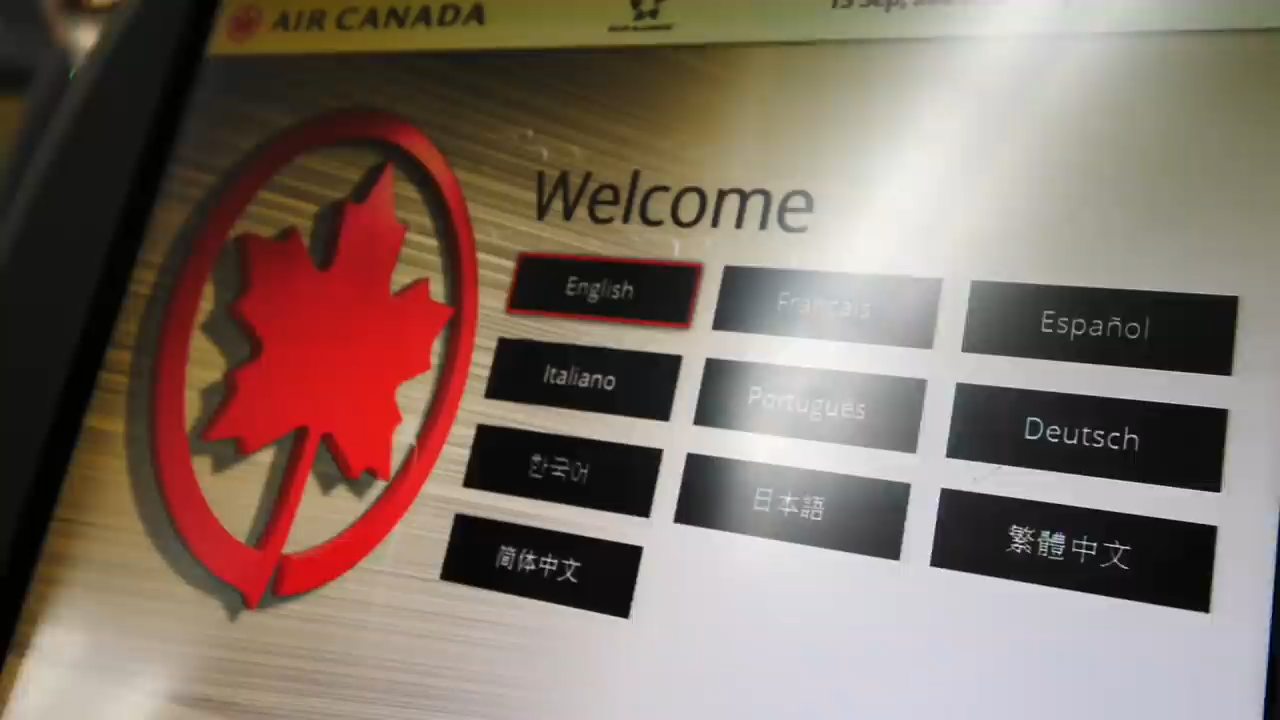 AIR CANADA
Welcome
English
Français
Español
Italiano
Português
Deutsch
한국어
日本語
繁體中文
简体中文